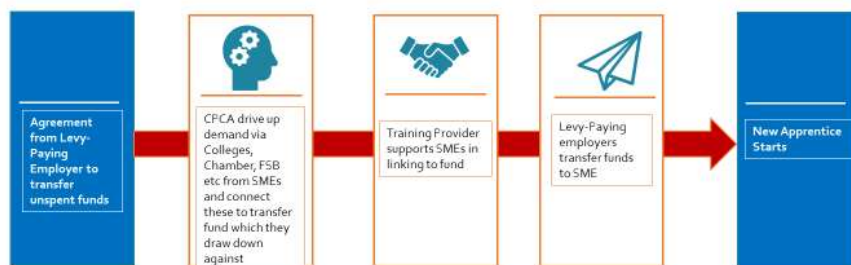 Agreement
from Levy-
Paying
Employer to
transfer
unspent funds
CPCA drive up
demand via
Colleges,
Chamber, FSB
etc from SMEs
and connect
these to transfer
fund which they
draw down
against
Training Provider
supports SMEs in
linking to fund
Levy-Paying
employers
transfer funds
to SME
New Apprentice
Starts